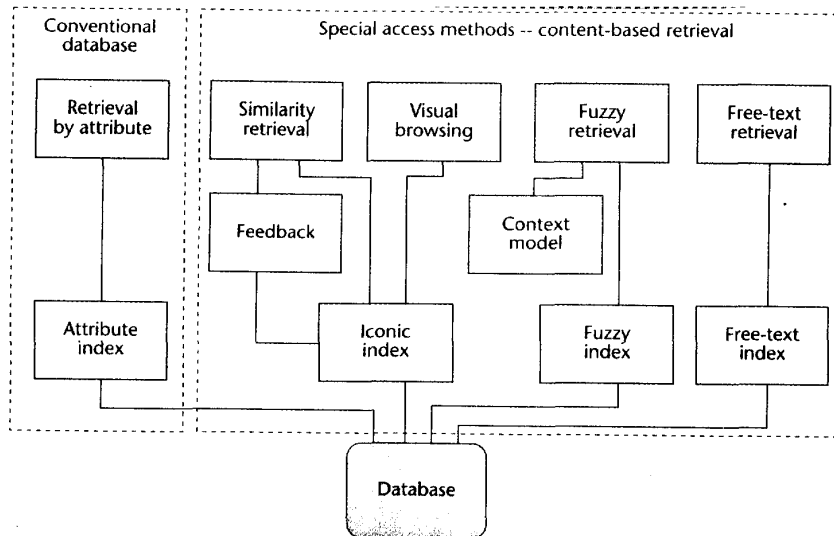 Conventional
database
Special access methods -- content-based retrieval
Retrieval
by attribute
Similarity
retrieval
Visual
browsing
Fuzzy
retrieval
Free-text
retrieval
Feedback
Context
model
Attribute
index
Iconic
index
Fuzzy
index
Free-text
index
Database